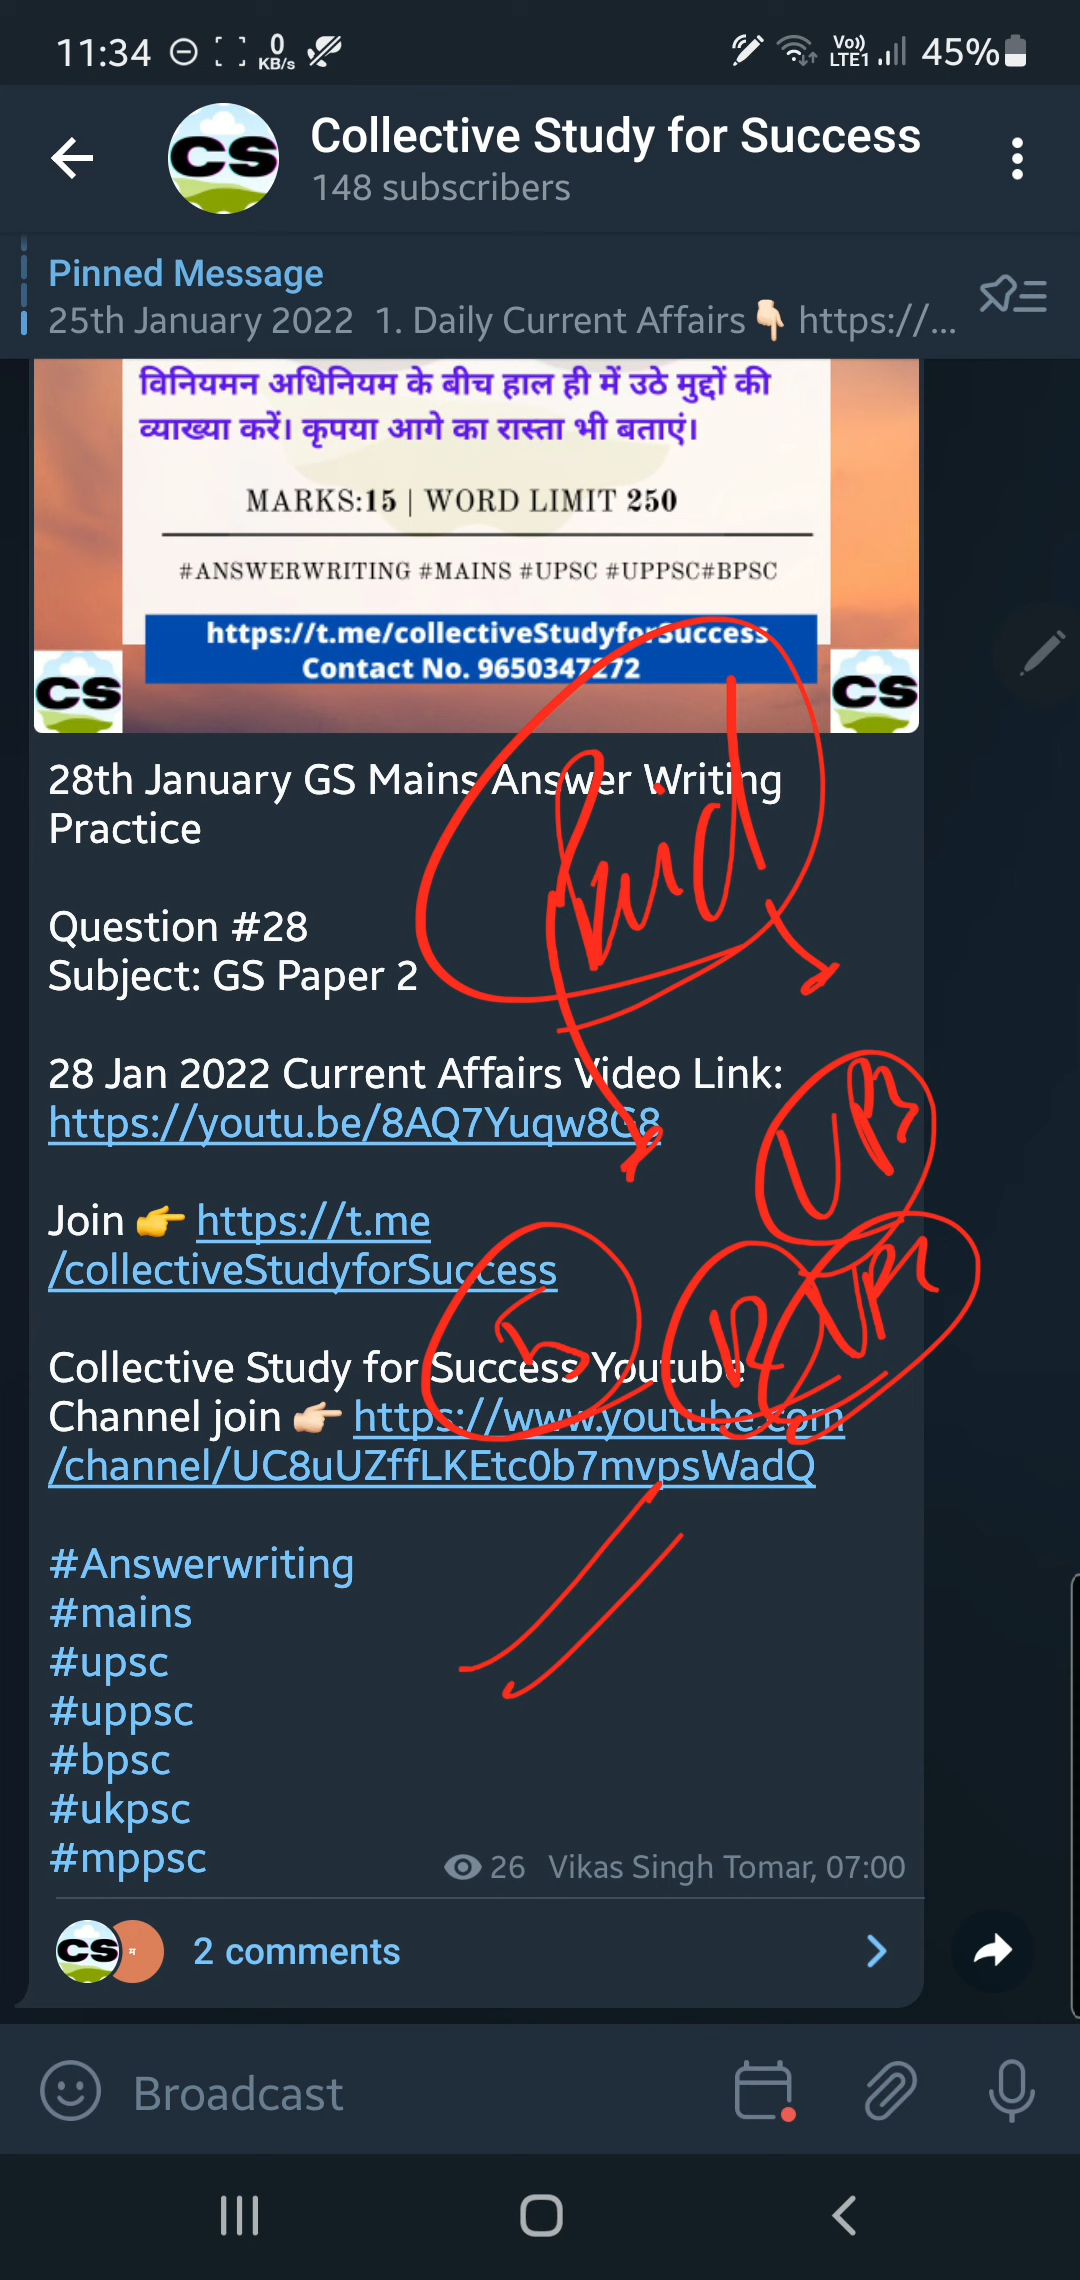 11:34
0
KB/s
Vo))
LTE1
45%
Collective Study for Success
148 subscribers
Pinned Message
25th January 2022 1. Daily Current Affairs👇🏻 https://...
विनियमन अधिनियम के बीच हाल ही में उठे मुद्दों की
व्याख्या करें। कृपया आगे का रास्ता भी बताएं।
MARKS:15 | WORD LIMIT 250
#ANSWERWRITING #MAINS #UPSC #UPPSC#BPSC
https://t.me/collectiveStudyforSuccess
Contact No. 9650347272
CS
CS
28th January GS Mains Answer Writing
Practice
Question #28
Subject: GS Paper 2
28 Jan 2022 Current Affairs Video Link:
https://youtu.be/8AQ7Yuqw8G8
Join 👉 https://t.me
/collectiveStudyforSuccess
Collective Study for Success Youtube
Channel join 👉🏻 https://www.youtube.com
/channel/UC8uUZffLKEtc0b7mvpsWadQ
#Answerwriting
#mains
#upsc
#uppsc
#bpsc
#ukpsc
#mppsc
26 Vikas Singh Tomar, 07:00
2 comments
Broadcast